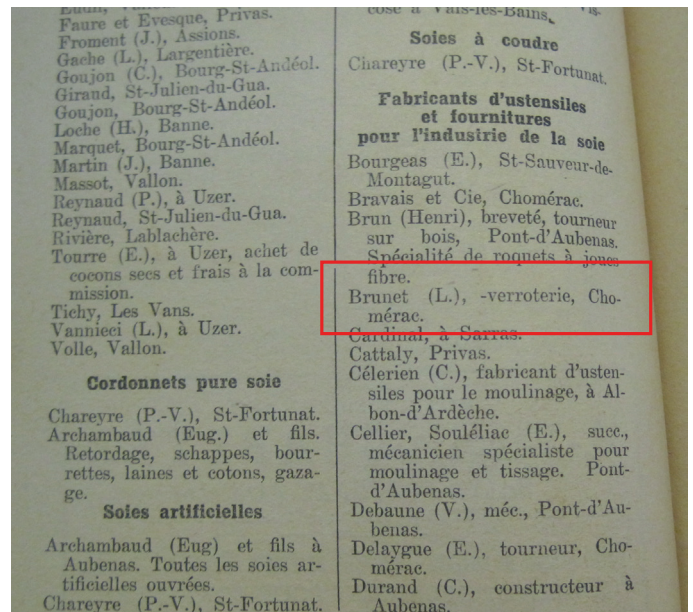 Faure et Evesque, Privas.
Froment (J.), Assions.
Gache (L.), Largentière.
Goujon (C.), Bourg-St-Andéol.
Giraud, St-Julien-du-Gua.
Goujon, Bourg-St-Andéol.
Loche (H.), Banne.
Marquet, Bourg-St-Andéol.
Martin (J.), Banne.
Massot, Vallon.
Reynaud (P.), à Uzer.
Reynaud, St-Julien-du-Gua.
Rivière, Lablachère.
Tourre (E.), à Uzer, achet de
cocons secs et frais à la com-
mission.
Tichy, Les Vans.
Vannieci (L.), à Uzer.
Volle, Vallon.
Cordonnets pure soie
Chareyre (P.-V.), St-Fortunat.
Archambaud (Eug.) et fils.
Retordage, schappes, bour-
rettes, laines et cotons, gaza-
ge.
Soies artificielles
Archambaud (Eug) et fils à
Aubenas. Toutes les soies ar-
tificielles ouvrées.
Chareyre (P.-V.), St-Fortunat.
à Vals-les-Bains,
Soies à coudre
Chareyre (P.-V.), St-Fortunat.
Fabricants d'ustensiles
et fournitures
pour l'industrie de la soie
Bourgeas (E.), St-Sauveur-de-
Montagut.
Bravais et Cie, Chomérac.
Brun (Henri), breveté, tourneur
sur bois, Pont-d'Aubenas.
Spécialité de roquets à joues
fibre.
Brunet (L.), -verroterie, Cho-
mérac.
Cardinal, à Sarras.
Cattaly, Privas.
Célerien (C.), fabricant d'usten-
siles pour le moulinage, à Al-
bon-d'Ardèche.
Cellier, Souléliac (E.), succ.,
mécanicien spécialiste pour
moulinage et tissage. Pont-
d'Aubenas.
Debaune (V.), méc., Pont-d'Au-
benas.
Delaygue (E.), tourneur, Cho-
mérac.
Durand (C.), constructeur à
Aubenas.